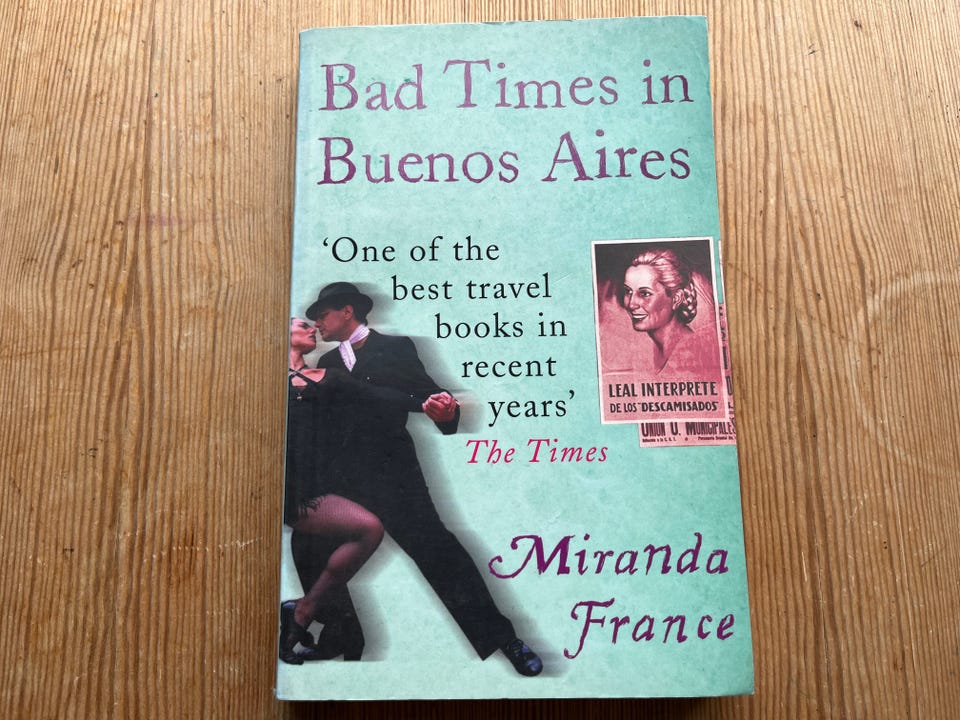 Bad Times in
Buenos Aires
‘One of the
best travel
books in
recent
years’
The Times
LEAL INTERPRETE
DE LOS "DESCAMISADOS"
UNION O. MUNICIPALE
Miranda
France